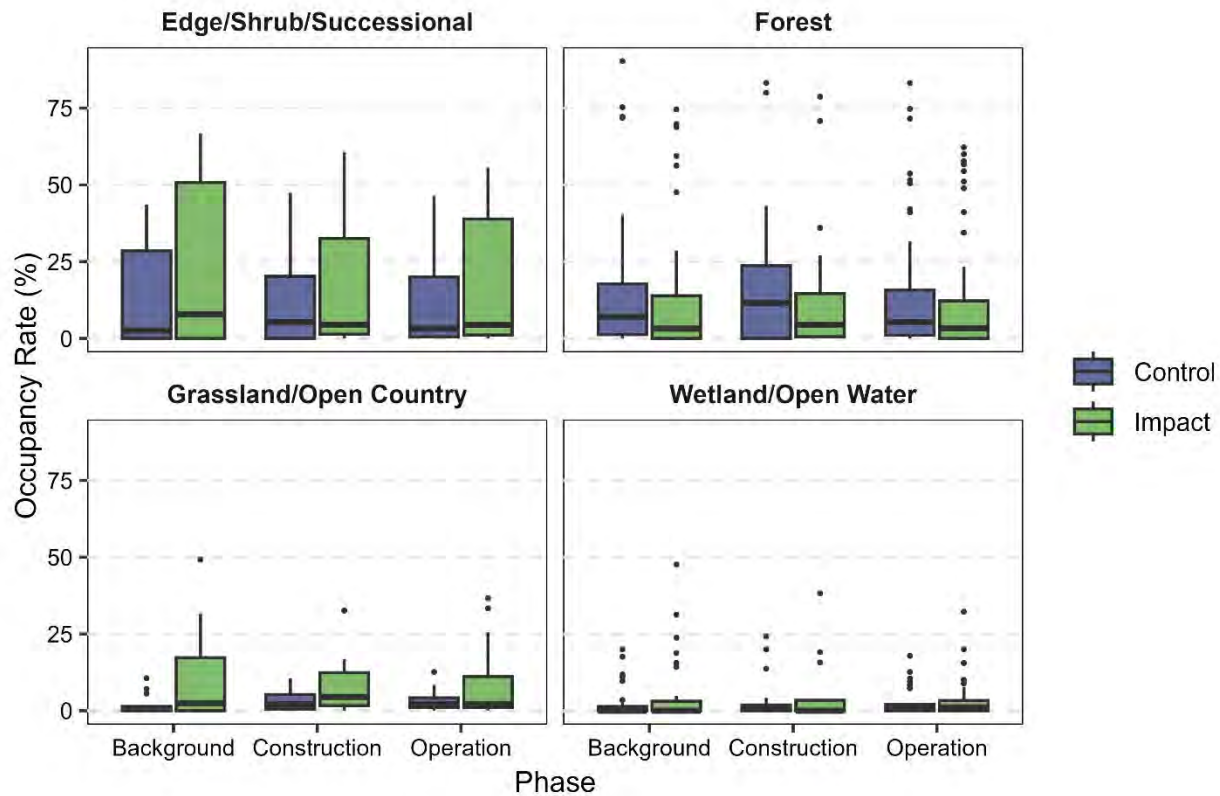 Edge/Shrub/Successional
Forest
75
50
25
0
Grassland/Open Country
Wetland/Open Water
75
50
25
0
Background
Construction
Operation
Background
Construction
Operation
Phase
Occupancy Rate (%)
Control
Impact